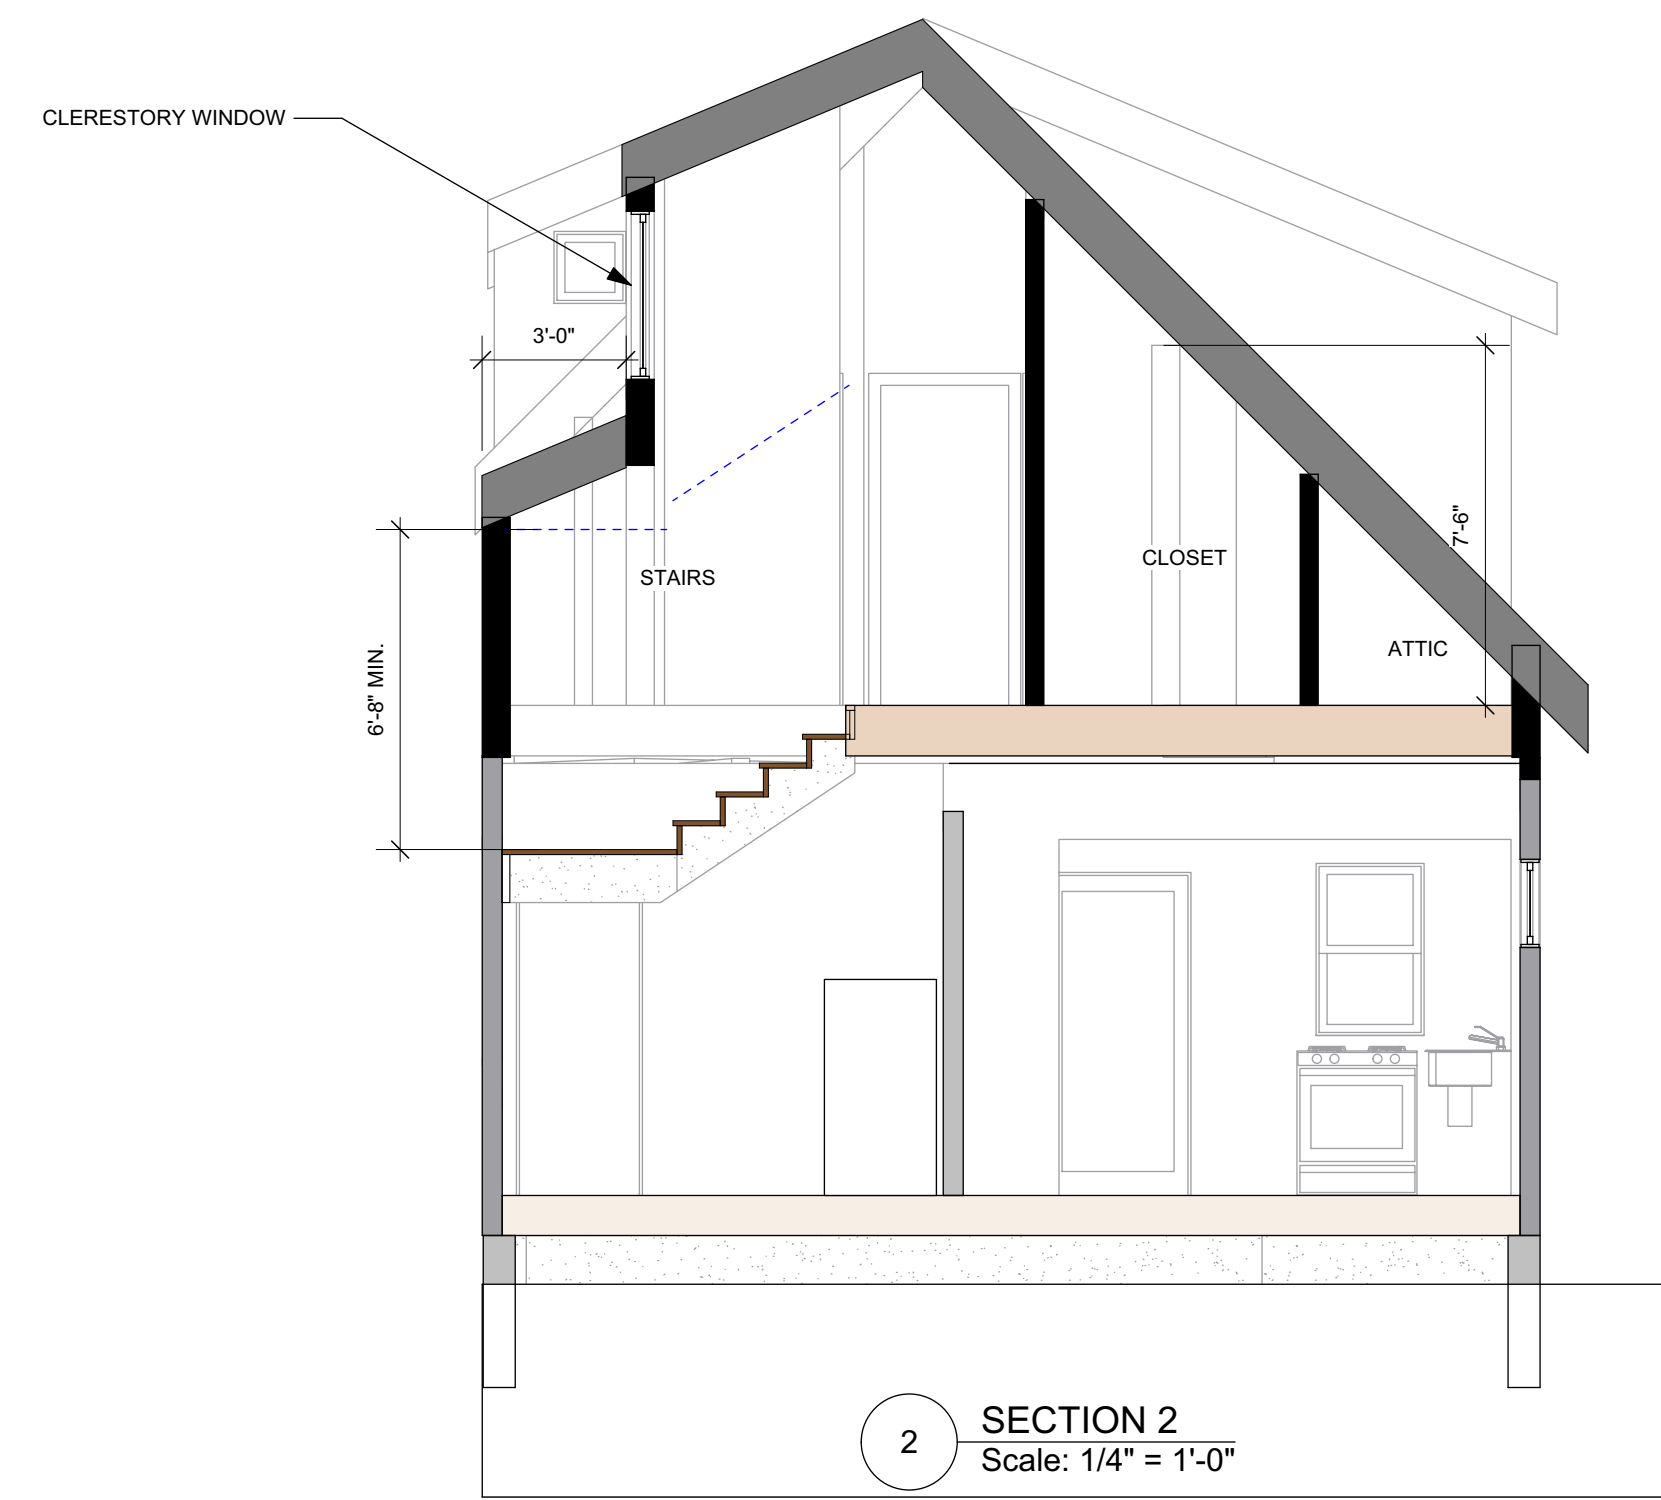 CLERESTORY WINDOW
3'-0"
7'-6"
CLOSET
STAIRS
ATTIC
6'-8" MIN.
2
SECTION 2
Scale: 1/4" = 1'-0"